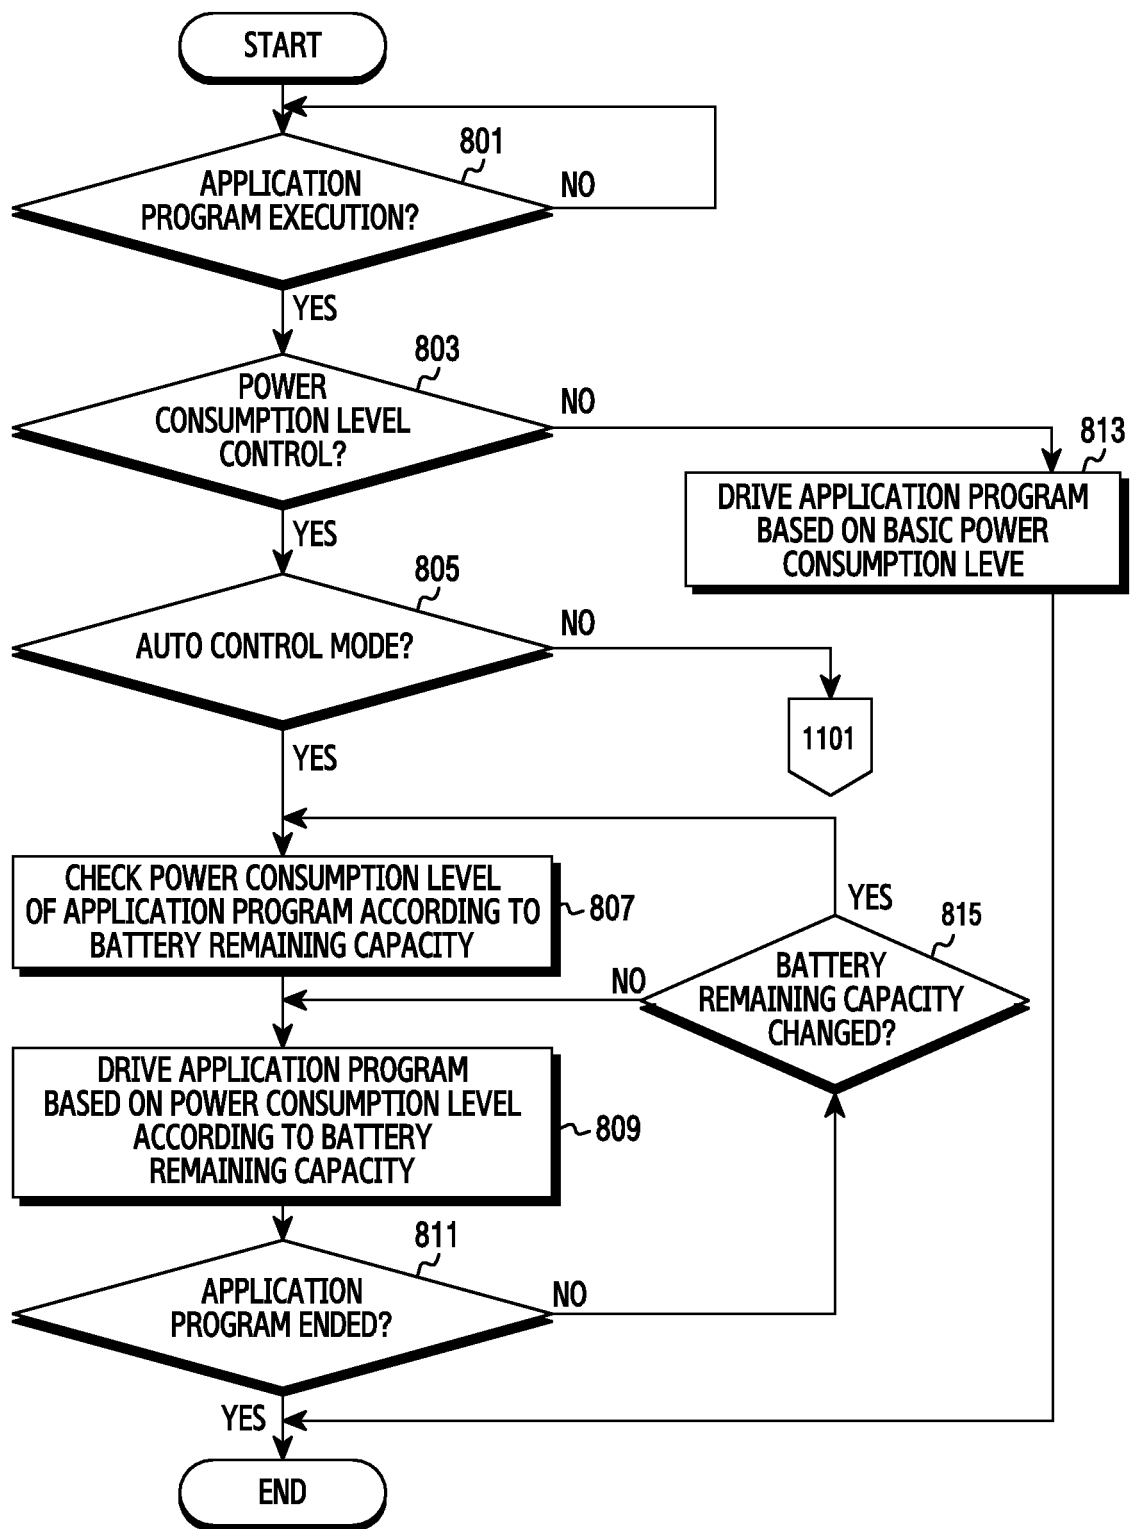 START
801
APPLICATION
PROGRAM EXECUTION?
NO
YES
803
POWER
CONSUMPTION LEVEL
CONTROL?
NO
813
DRIVE APPLICATION PROGRAM
BASED ON BASIC POWER
CONSUMPTION LEVE
YES
805
AUTO CONTROL MODE?
NO
1101
YES
CHECK POWER CONSUMPTION LEVEL
OF APPLICATION PROGRAM ACCORDING TO
BATTERY REMAINING CAPACITY
807
YES
815
BATTERY
REMAINING CAPACITY
CHANGED?
NO
DRIVE APPLICATION PROGRAM
BASED ON POWER CONSUMPTION LEVEL
ACCORDING TO BATTERY
REMAINING CAPACITY
809
811
APPLICATION
PROGRAM ENDED?
NO
YES
END